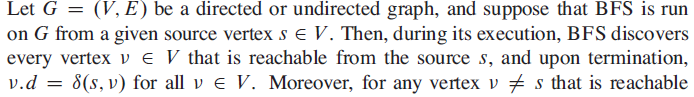 Let G = (V, E) be a directed or undirected graph, and suppose that BFS is run
on G from a given source vertex s ∈ V. Then, during its execution, BFS discovers
every vertex v ∈ V that is reachable from the source s, and upon termination,
v.d = δ(s, v) for all v ∈ V. Moreover, for any vertex v ≠ s that is reachable